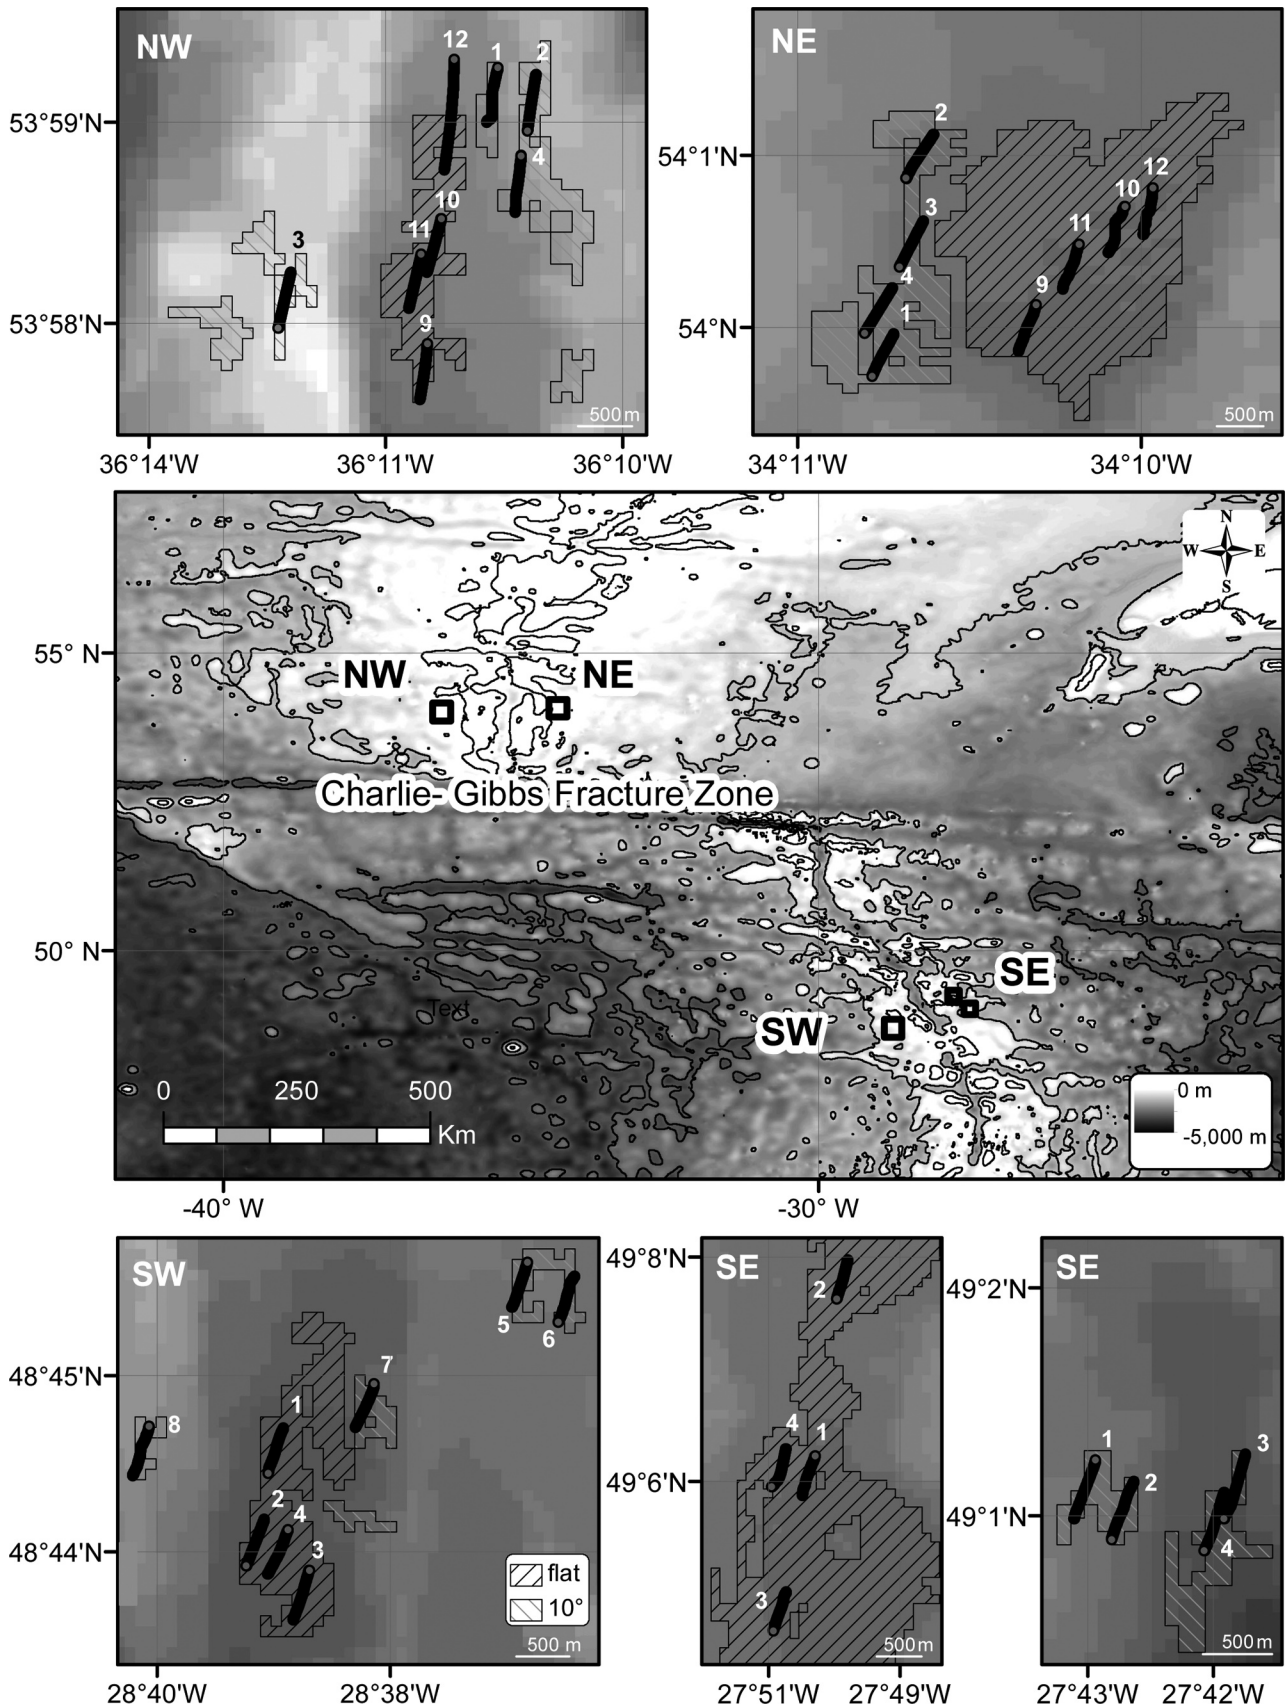 NW
12
1
2
4
10
11
3
9
53°59'N
53°58'N
500 m
36°14'W
36°11'W
36°10'W
NE
2
3
4
1
12
10
11
9
54°1'N
54°N
500m
34°11'W
34°10'W
N
W E
S
55° N
50° N
NW
NE
Charlie- Gibbs Fracture Zone
SE
SW
Text
0 250 500
Km
0 m
-5,000 m
-40° W
-30° W
SW
5
6
7
8
1
2
4
3
48°45'N
48°44'N
flat
10°
500 m
28°40'W
28°38'W
SE
2
4
1
3
49°8'N
49°6'N
500m
27°51'W
27°49'W
SE
1
2
3
4
49°2'N
49°1'N
500m
27°43'W
27°42'W